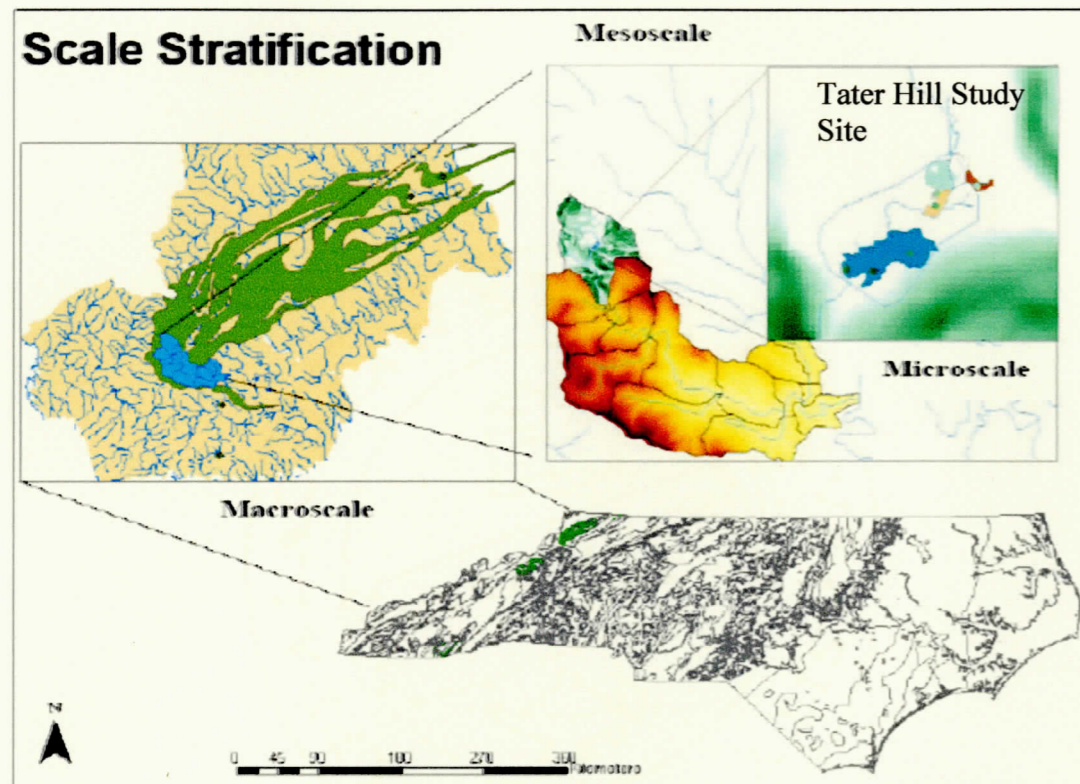 Scale Stratification
Mesoscale
Tater Hill Study
Site
Microscale
Macroscale
N
0 45 90 180 270 360
Kilometers